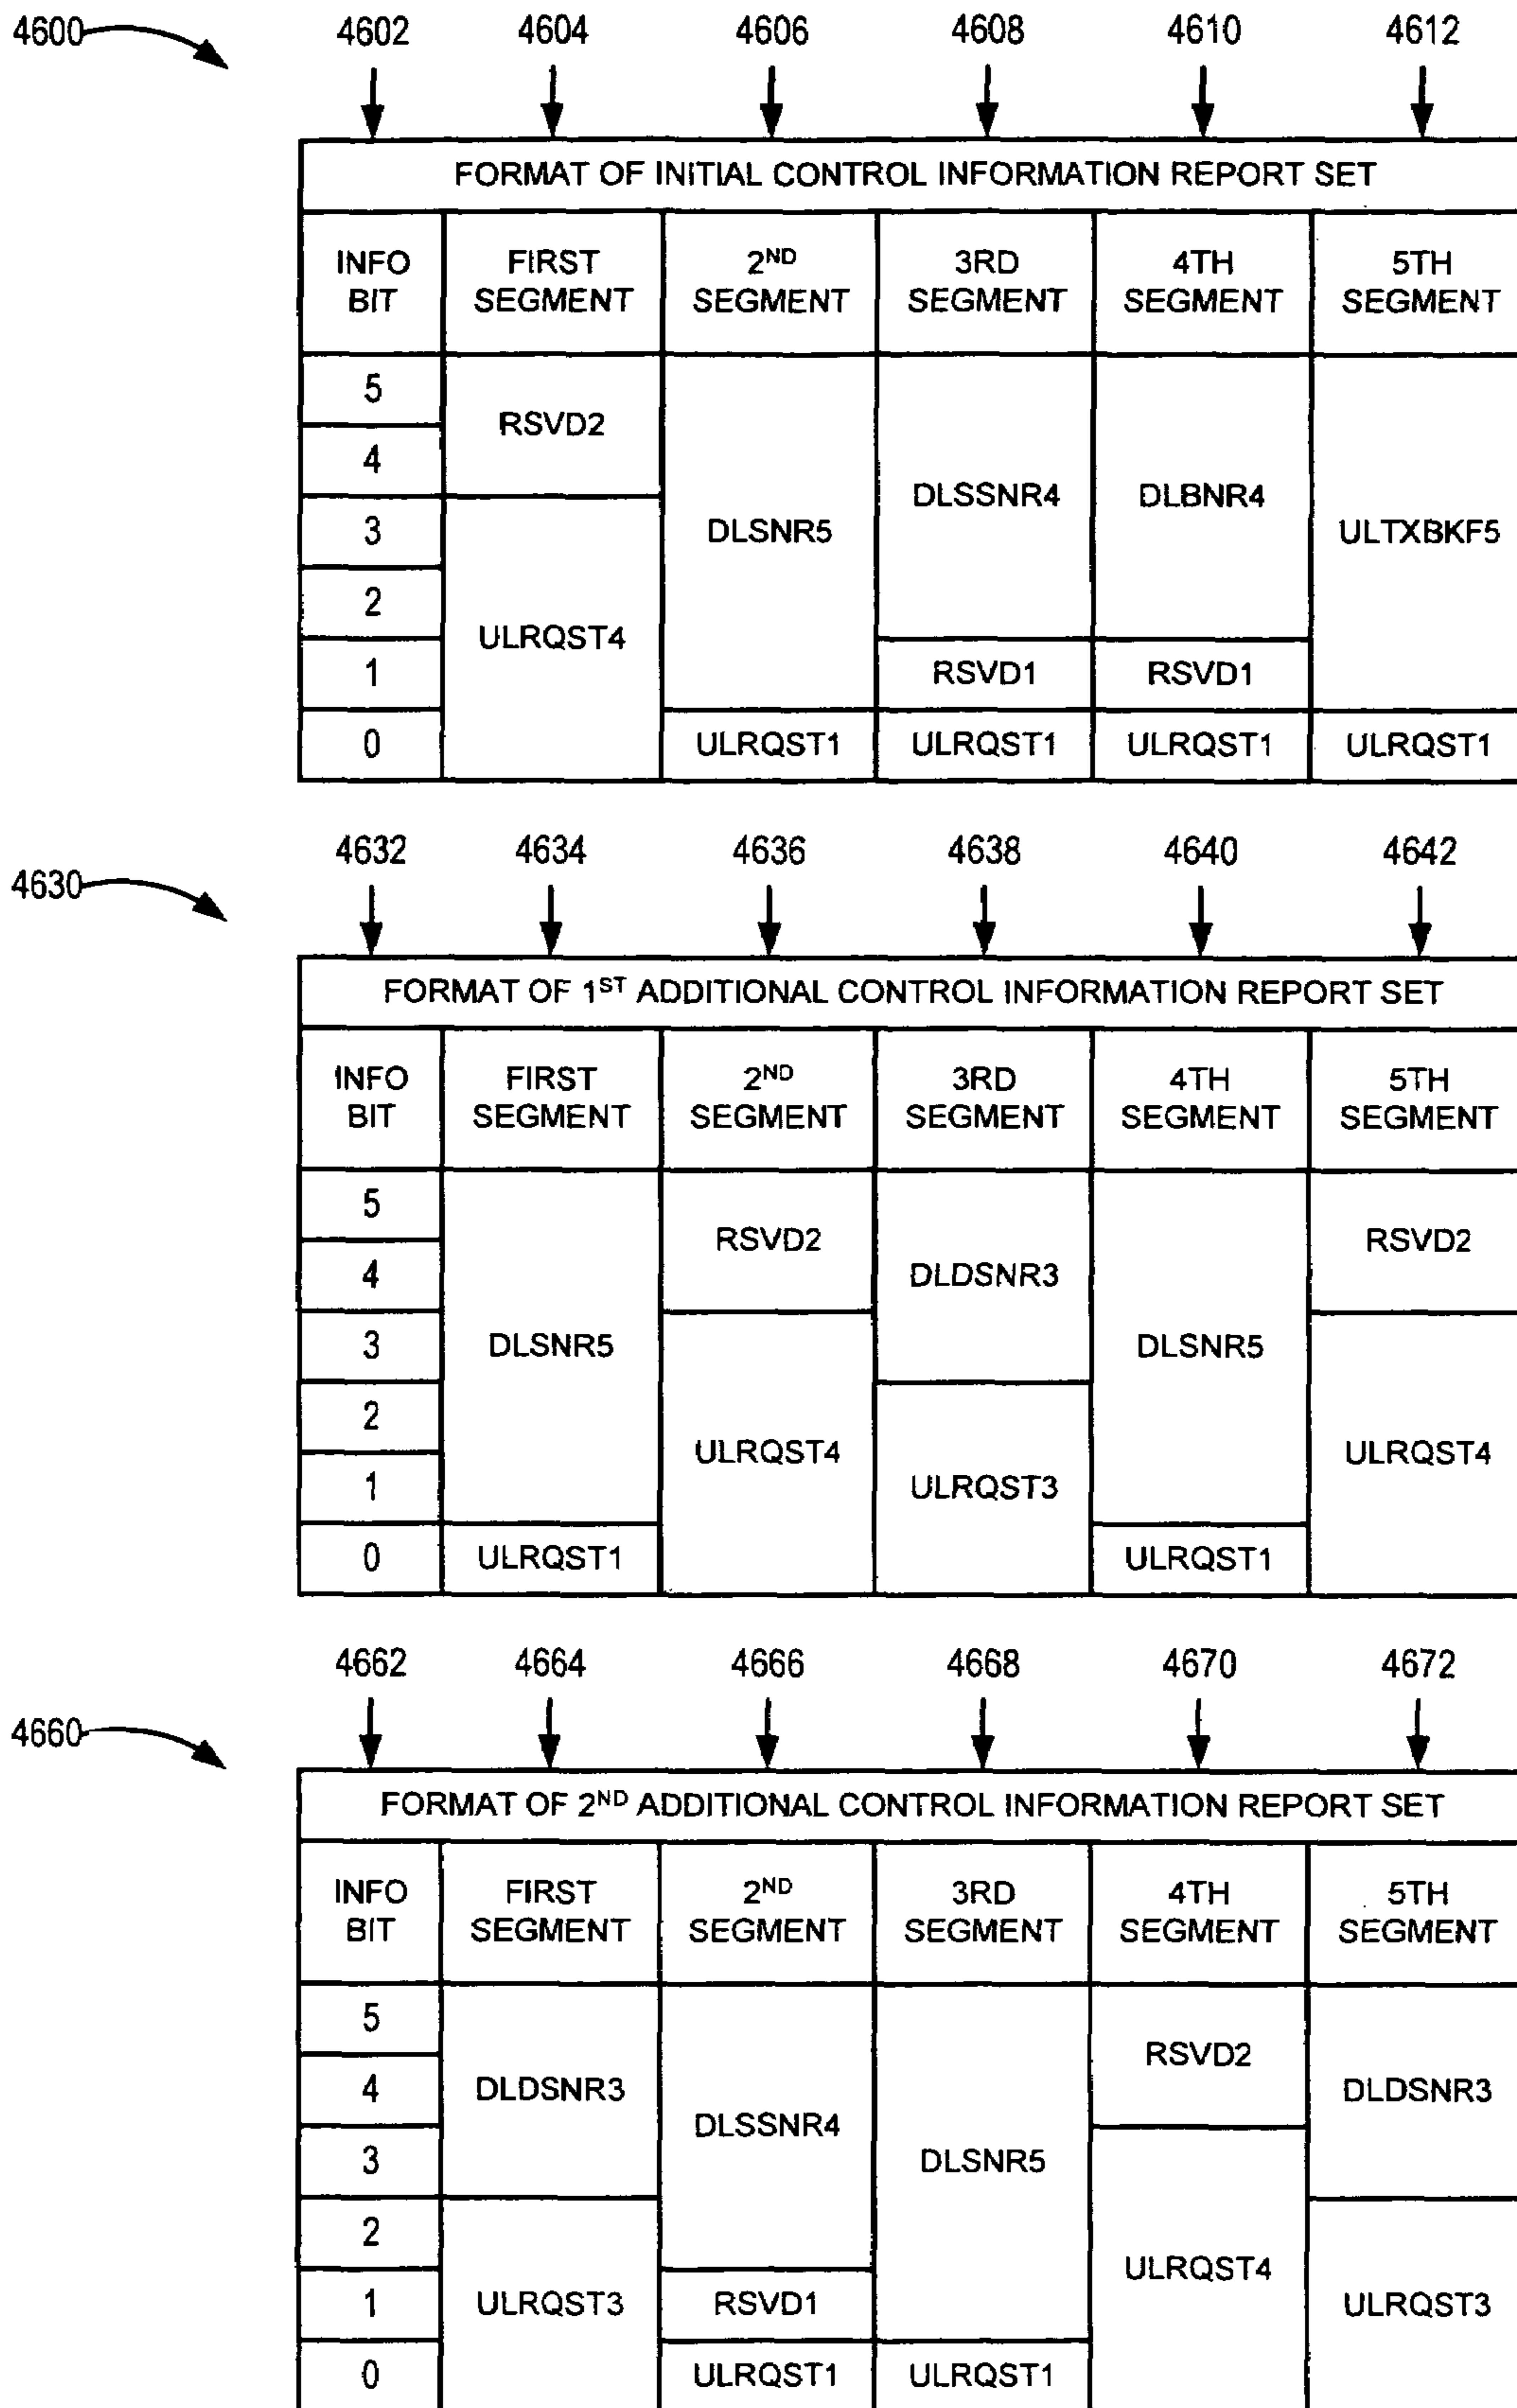 4600 4602 4604 4606 4608 4610 4612
FORMAT OF INITIAL CONTROL INFORMATION REPORT SET
INFO BIT FIRST SEGMENT 2ND SEGMENT 3RD SEGMENT 4TH SEGMENT 5TH SEGMENT
5
RSVD2
4
DLSSNR4 DLBNR4
3 DLSNR5 ULTXBKF5
2
ULRQST4
1 RSVD1 RSVD1
0 ULRQST1 ULRQST1 ULRQST1 ULRQST1
4630 4632 4634 4636 4638 4640 4642
FORMAT OF 1ST ADDITIONAL CONTROL INFORMATION REPORT SET
INFO BIT FIRST SEGMENT 2ND SEGMENT 3RD SEGMENT 4TH SEGMENT 5TH SEGMENT
5
RSVD2 RSVD2
4 DLDSNR3
3 DLSNR5 DLSNR5
2
ULRQST4 ULRQST4
1 ULRQST3
0 ULRQST1 ULRQST1
4660 4662 4664 4666 4668 4670 4672
FORMAT OF 2ND ADDITIONAL CONTROL INFORMATION REPORT SET
INFO BIT FIRST SEGMENT 2ND SEGMENT 3RD SEGMENT 4TH SEGMENT 5TH SEGMENT
5
RSVD2
4 DLDSNR3 DLDSNR3
DLSSNR4
3 DLSNR5
2
ULRQST4
1 ULRQST3 RSVD1 ULRQST3
0 ULRQST1 ULRQST1